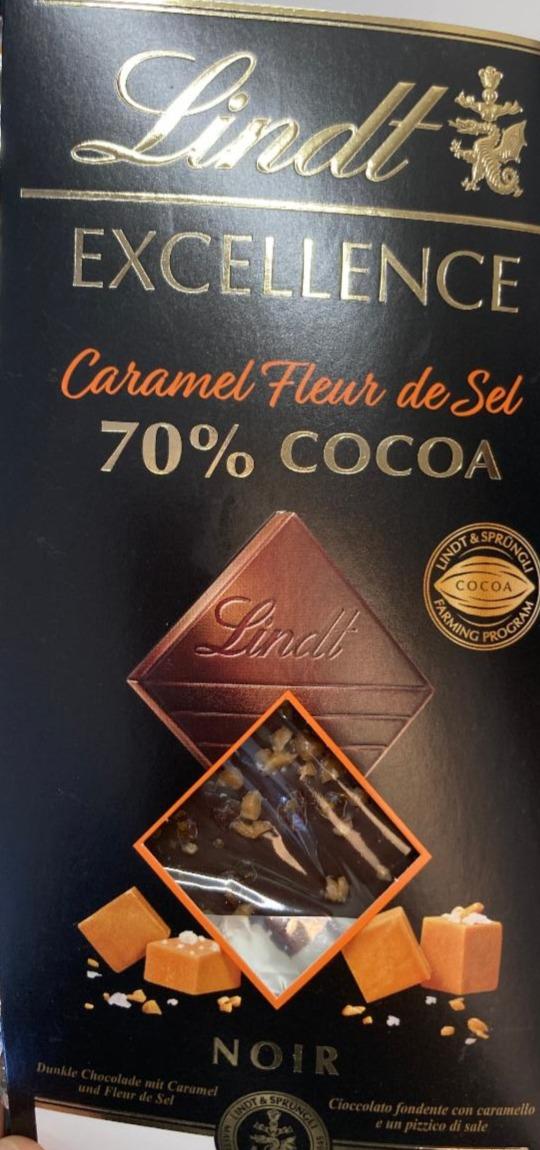 Lindt
EXCELLENCE
Caramel Fleur de Sel
70% COCOA
LINDT & SPRÜNGLI
COCOA
FARMING PROGRAM
Lindt
NOIR
Dunkle Chocolade mit Caramel
und Fleur de Sel
Cioccolato fondente con caramello
e un pizzico di sale
LINDT & SPRÜNGLI